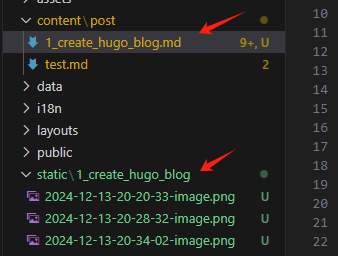 assets
content\post
1_create_hugo_blog.md 9+, U
test.md 2
data
i18n
layouts
public
static\1_create_hugo_blog
2024-12-13-20-20-33-image.png U
2024-12-13-20-28-32-image.png U
2024-12-13-20-34-02-image.png U
10
11
12
13
14
15
16
17
18
19
20
21
22